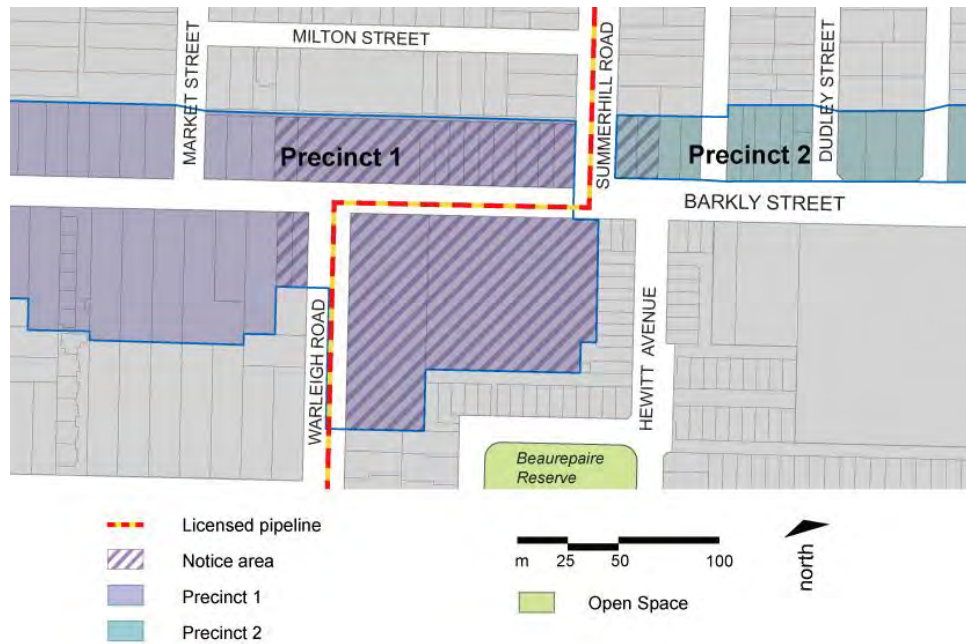 MILTON STREET
MARKET STREET
SUMMERHILL ROAD
DUDLEY STREET
Precinct 1
Precinct 2
BARKLY STREET
WARLEIGH ROAD
HEWITT AVENUE
Beaurepaire
Reserve
Licensed pipeline
Notice area
Precinct 1
Precinct 2
m 25 50 100
Open Space
north